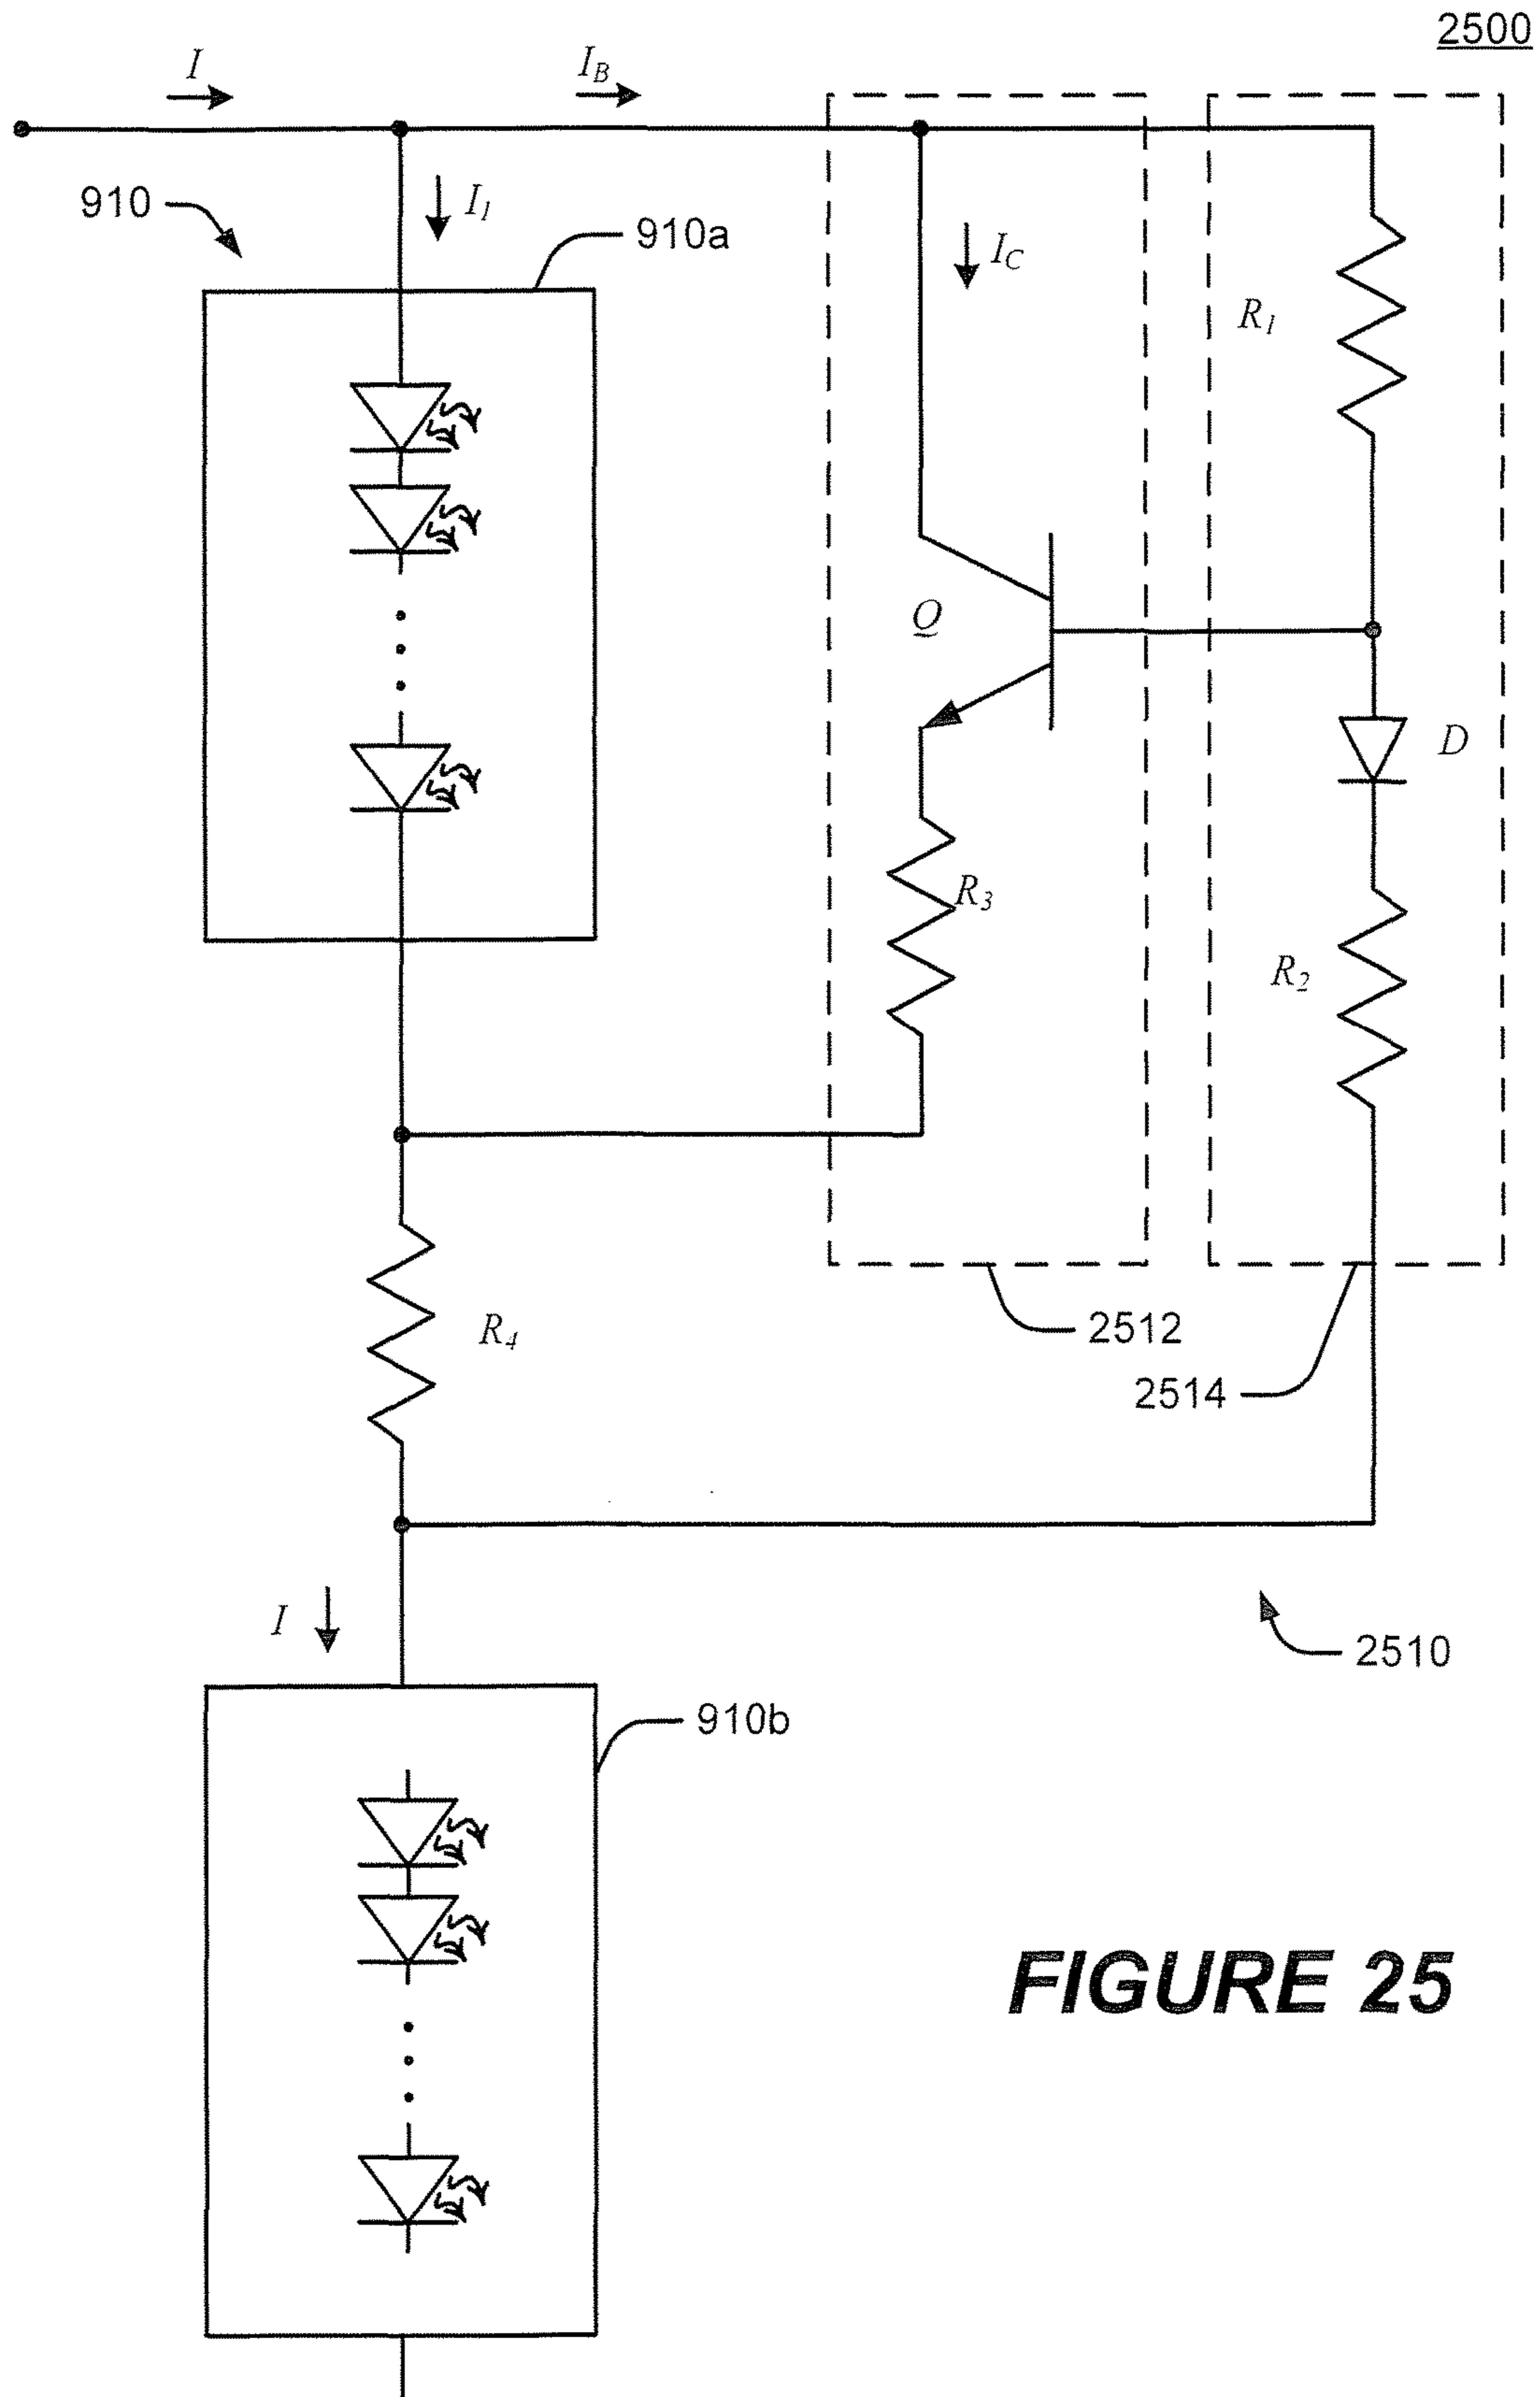 2500
I
I_B
910
I_1
910a
I_C
R_1
Q
D
R_3
R_2
R_4
2512
2514
I
2510
910b
FIGURE 25